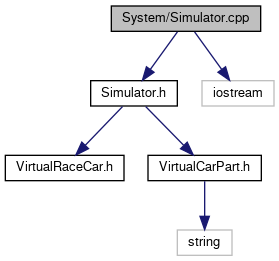 System/Simulator.cpp
Simulator.h
iostream
VirtualRaceCar.h
VirtualCarPart.h
string